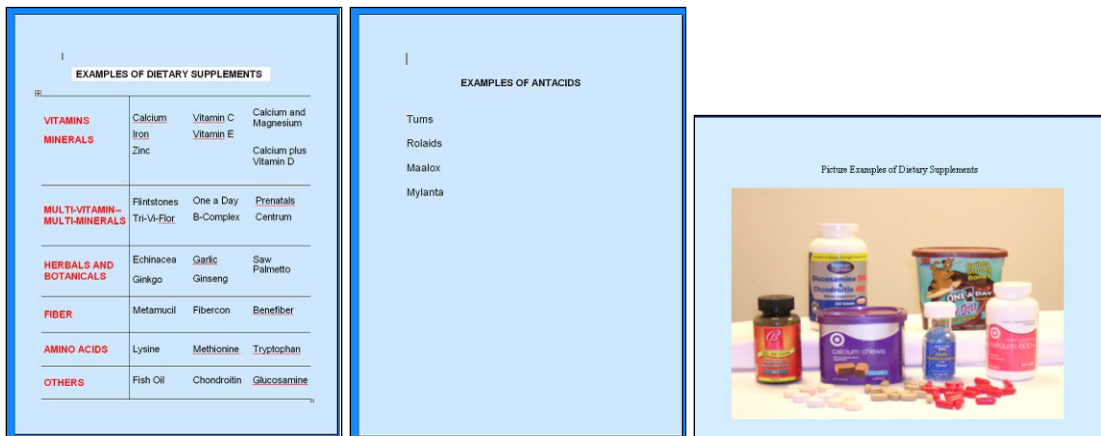 EXAMPLES OF DIETARY SUPPLEMENTS
VITAMINS
MINERALS
Calcium Vitamin C Calcium and Magnesium
Iron Vitamin E
Zinc Calcium plus Vitamin D
MULTI-VITAMIN--
MULTI-MINERALS
Flintstones One a Day Prenatals
Tri-Vi-Flor B-Complex Centrum
HERBALS AND
BOTANICALS
Echinacea Garlic Saw Palmetto
Ginkgo Ginseng
FIBER Metamucil Fibercon Benefiber
AMINO ACIDS Lysine Methionine Tryptophan
OTHERS Fish Oil Chondroitin Glucosamine
EXAMPLES OF ANTACIDS
Tums
Rolaids
Maalox
Mylanta
Picture Examples of Dietary Supplements
Glucosamine
Chondroitin
ONE A DAY
calcium chews
calcium 600